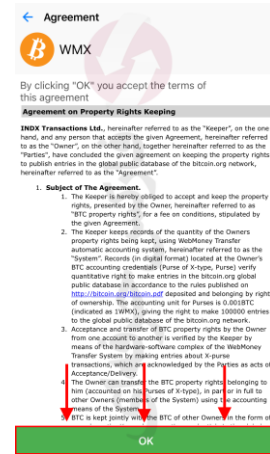 Agreement
WMX
By clicking "OK" you accept the terms of
this agreement
Agreement on Property Rights Keeping
INDX Transactions Ltd., hereinafter referred to as the "Keeper", on the one
hand, and any person that accepts the given Agreement, hereinafter referred
to as the "Owner", on the other hand, together hereinafter referred to as the
"Parties", have concluded the given agreement on keeping the property rights
to publish entries in the global public database of the bitcoin.org network,
hereinafter referred to as the "Agreement".
1. Subject of The Agreement.
1. The Keeper is hereby obliged to accept and keep the property
rights, presented by the Owner, hereinafter referred to as
"BTC property rights", for a fee on conditions, stipulated by
the given Agreement.
2. The Keeper keeps records of the quantity of the Owners
property rights being kept, using WebMoney Transfer
automatic accounting system, hereinafter referred to as the
"System". Records (in digital format) located at the Owner's
BTC accounting credentials (Purse of X-type, Purse) verify
quantitative right to make entries in the bitcoin.org global
public database in accordance to the rules published on
http://bitcoin.org/bitcoin.pdf deposited and belonging by right
of ownership. The accounting unit for Purses is 0.001BTC
(indicated as 1WMX), giving the right to make 100000 entries
to the global public database of the bitcoin.org network.
3. Acceptance and transfer of BTC property rights by the Owner
from one account to another is verified by the Keeper by
means of the hardware-software complex of the WebMoney
Transfer System by making entries about X-purse
transactions, which are acknowledged by the Parties as acts of
Acceptance/Delivery.
4. The Owner can transfer the BTC property rights, belonging to
him (accounted on his Purses of X-type), in part or in full to
other Owners (members of the System) using the accounting
means of the System.
5. BTC is kept jointly with the BTC of other Owners in the form of
OK